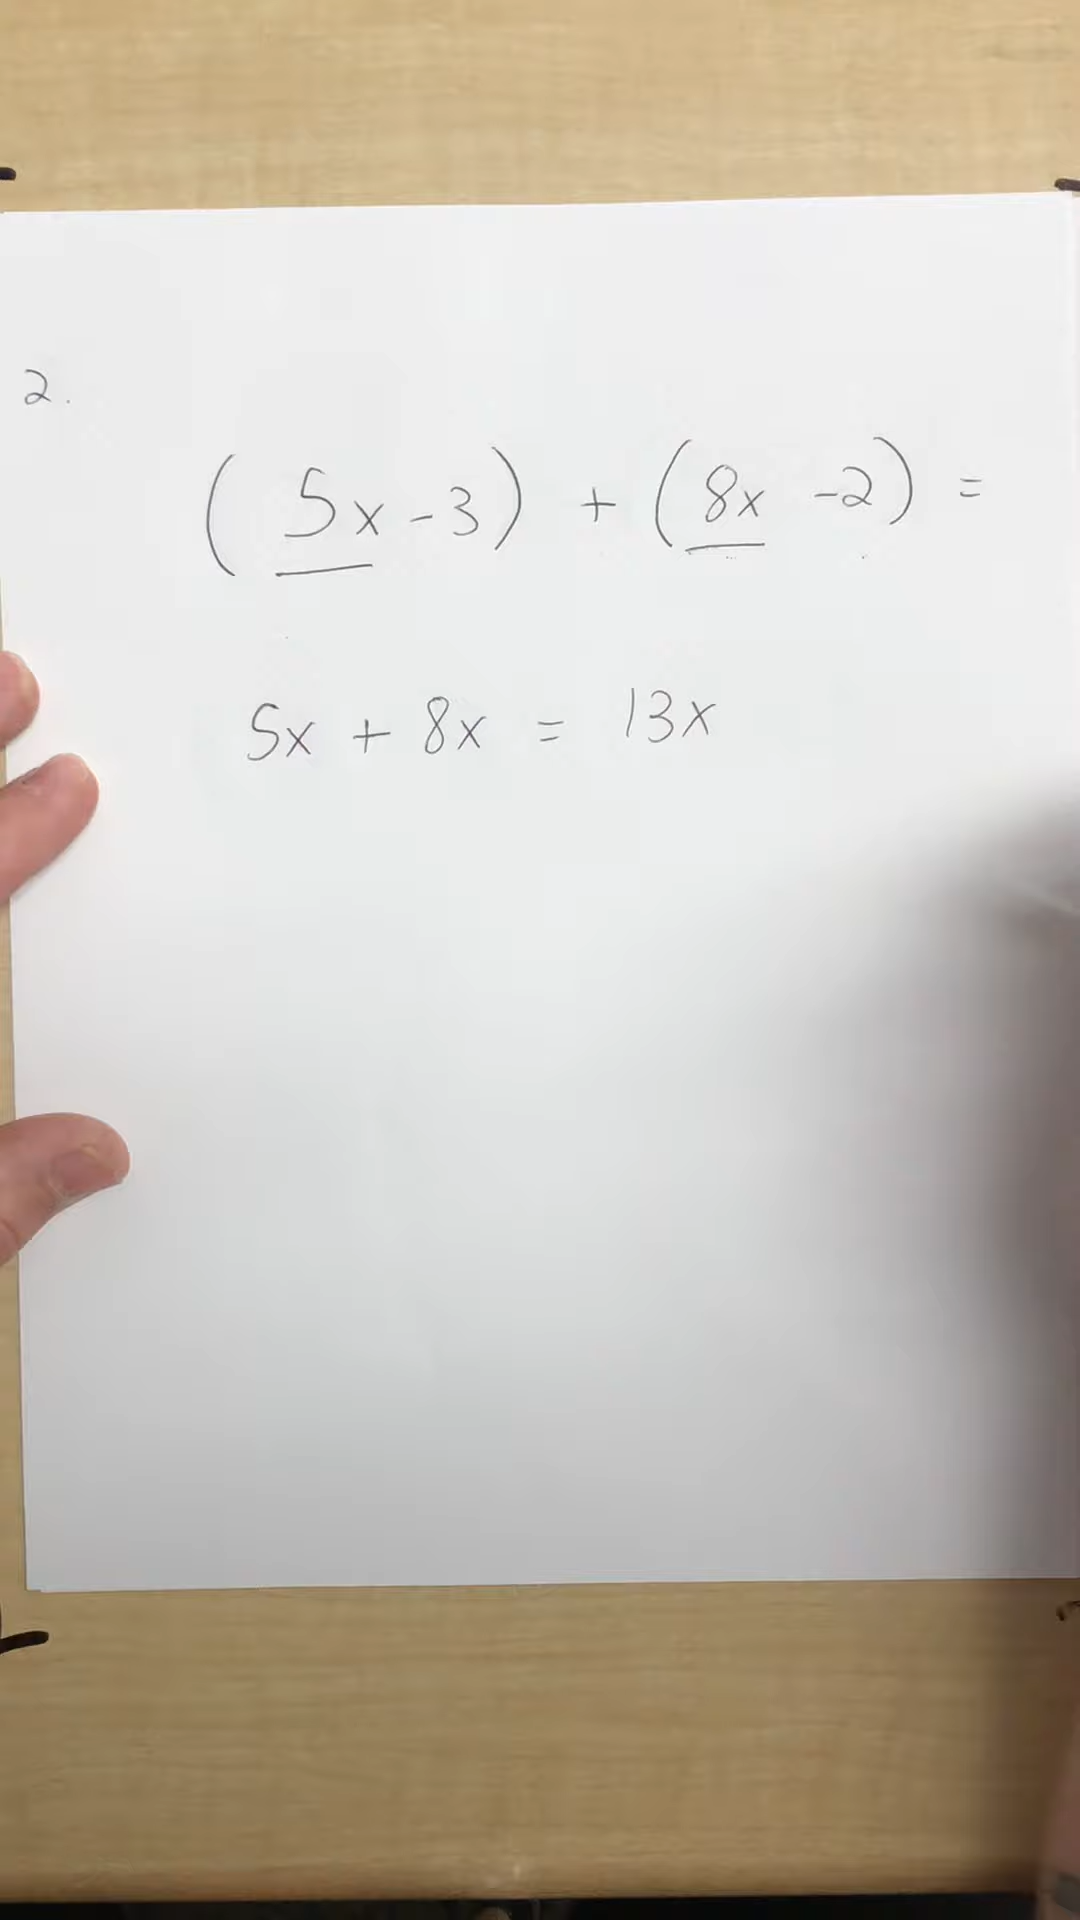 2.
(5x-3) + (8x -2) =
5x + 8x = 13x